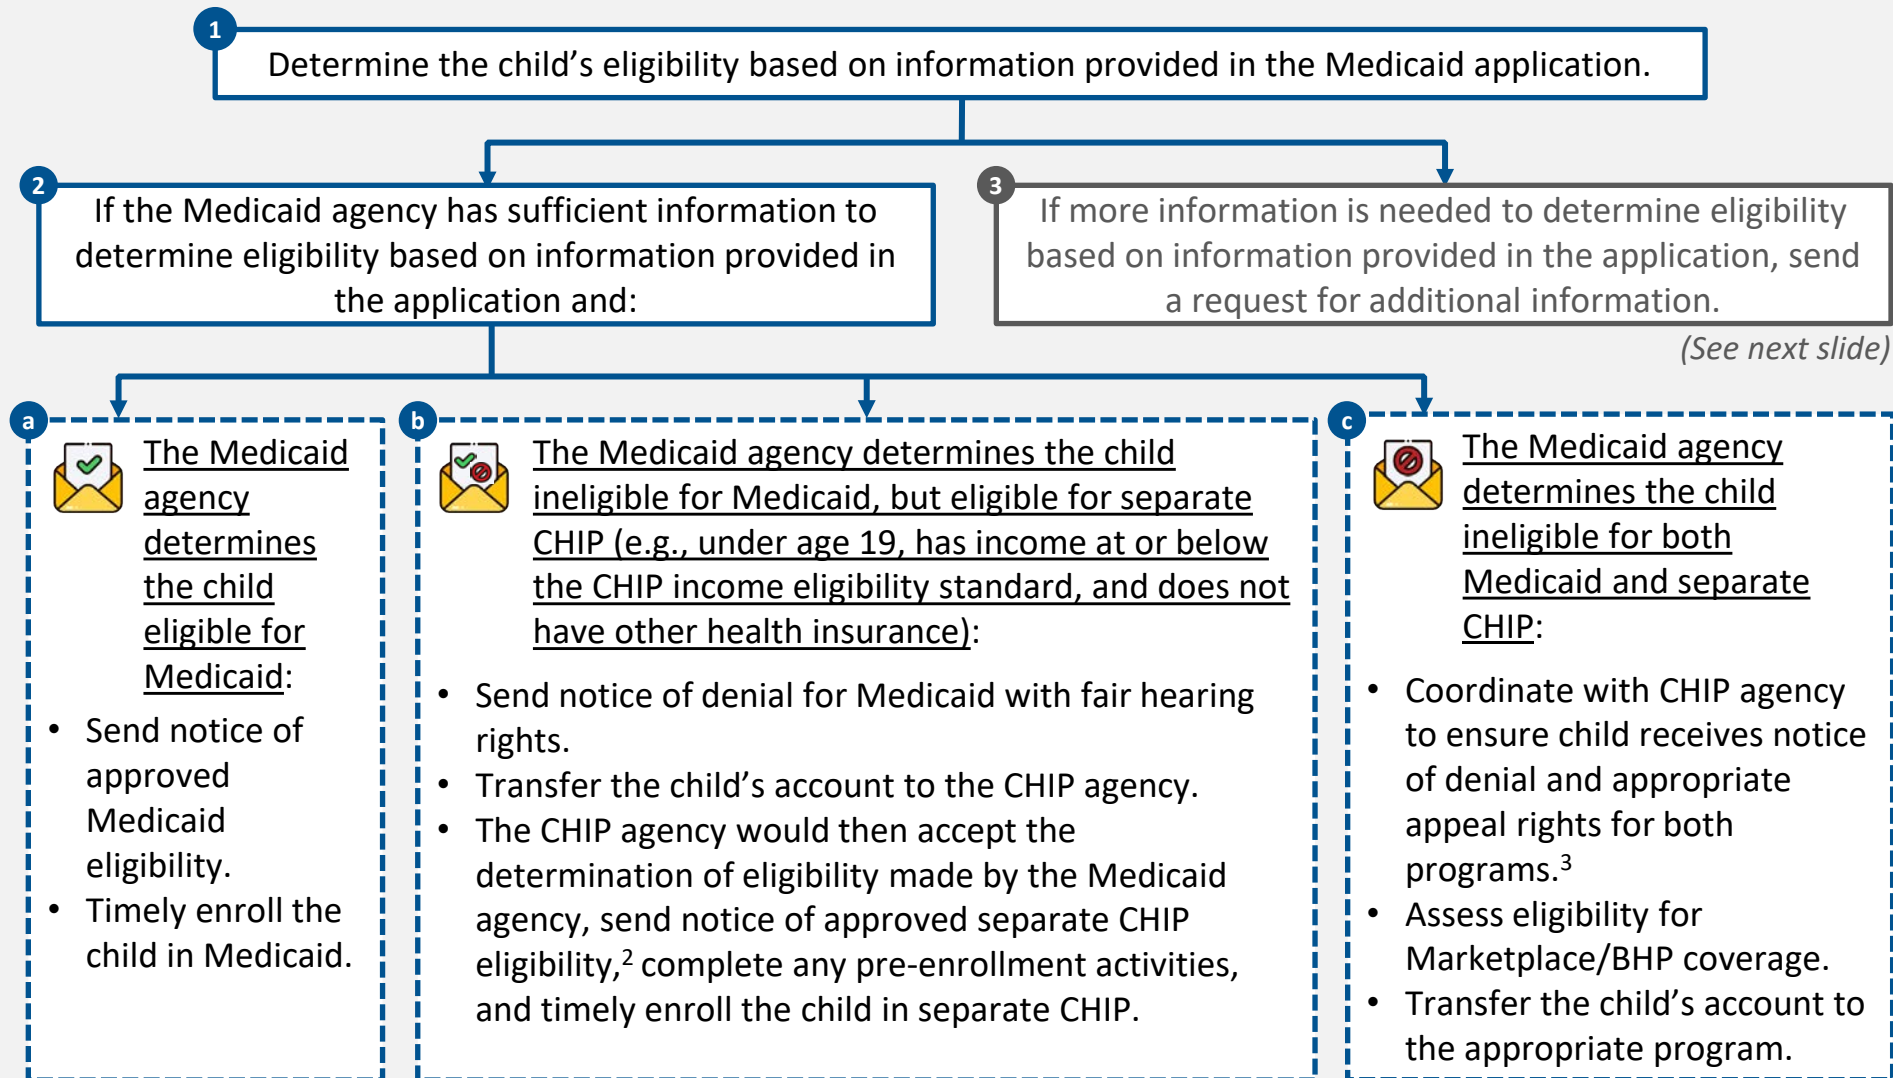 1
Determine the child’s eligibility based on information provided in the Medicaid application.
2
If the Medicaid agency has sufficient information to
determine eligibility based on information provided in
the application and:
3
If more information is needed to determine eligibility
based on information provided in the application, send
a request for additional information.
(See next slide)
a
The Medicaid
agency
determines
the child
eligible for
Medicaid:
• Send notice of
approved
Medicaid
eligibility.
• Timely enroll the
child in Medicaid.
b
The Medicaid agency determines the child
ineligible for Medicaid, but eligible for separate
CHIP (e.g., under age 19, has income at or below
the CHIP income eligibility standard, and does not
have other health insurance):
• Send notice of denial for Medicaid with fair hearing
rights.
• Transfer the child’s account to the CHIP agency.
• The CHIP agency would then accept the
determination of eligibility made by the Medicaid
agency, send notice of approved separate CHIP
eligibility,² complete any pre-enrollment activities,
and timely enroll the child in separate CHIP.
c
The Medicaid agency
determines the child
ineligible for both
Medicaid and separate
CHIP:
• Coordinate with CHIP agency
to ensure child receives notice
of denial and appropriate
appeal rights for both
programs.³
• Assess eligibility for
Marketplace/BHP coverage.
• Transfer the child’s account to
the appropriate program.